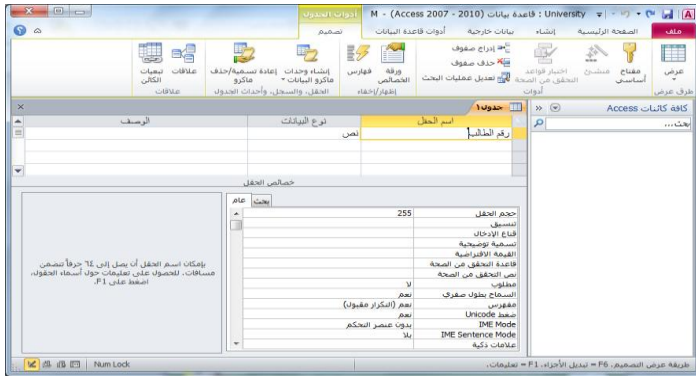 University : قاعدة بيانات (Access 2007 - 2010) - M
أدوات الجدول
ملف
الصفحة الرئيسية
إنشاء
بيانات خارجية
أدوات قاعدة البيانات
تصميم
عرض
طرق عرض
مفتاح أساسي
منشئ
اختبار قواعد التحقق من الصحة
إدراج صفوف
حذف صفوف
تعديل عمليات البحث
أدوات
ورقة الخصائص
فهارس
إظهار/إخفاء
إنشاء وحدات ماكرو البيانات
إعادة تسمية/حذف ماكرو
الحقل، والسجل، وأحداث الجدول
علاقات
تبعيات الكائن
علاقات
كافة كائنات Access
بحث...
جدول١
اسم الحقل
نوع البيانات
الوصف
رقم الطالب
نص
خصائص الحقل
عام
بحث
حجم الحقل 255
تنسيق
قناع الإدخال
تسمية توضيحية
القيمة الافتراضية
قاعدة التحقق من الصحة
نص التحقق من الصحة
مطلوب لا
السماح بطول صفري نعم
مفهرس نعم (التكرار مقبول)
ضغط Unicode نعم
IME Mode بدون عنصر التحكم
IME Sentence Mode بلا
علامات ذكية
بإمكان اسم الحقل أن يصل إلى ٦٤ حرفاً تتضمن
مسافات. للحصول على تعليمات حول أسماء الحقول،
اضغط على F1.
طريقة عرض التصميم. F6 = تبديل الأجزاء. F1 = تعليمات.
Num Lock